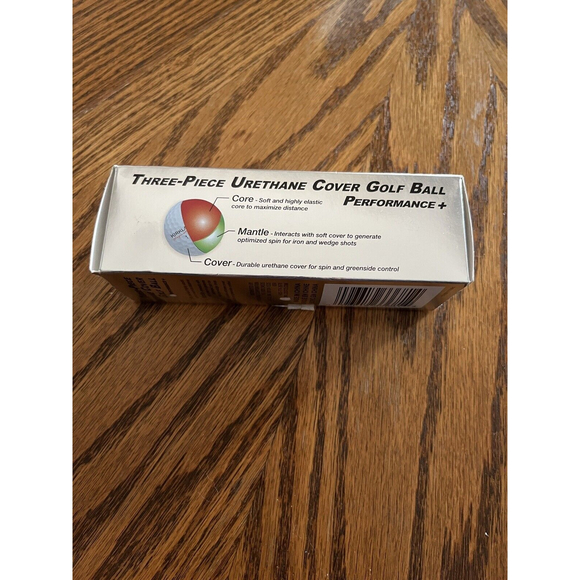 THREE-PIECE URETHANE COVER GOLF BALL
PERFORMANCE+
Core - Soft and highly elastic
core to maximize distance
Mantle - Interacts with soft cover to generate
optimized spin for iron and wedge shots
Cover - Durable urethane cover for spin and greenside control